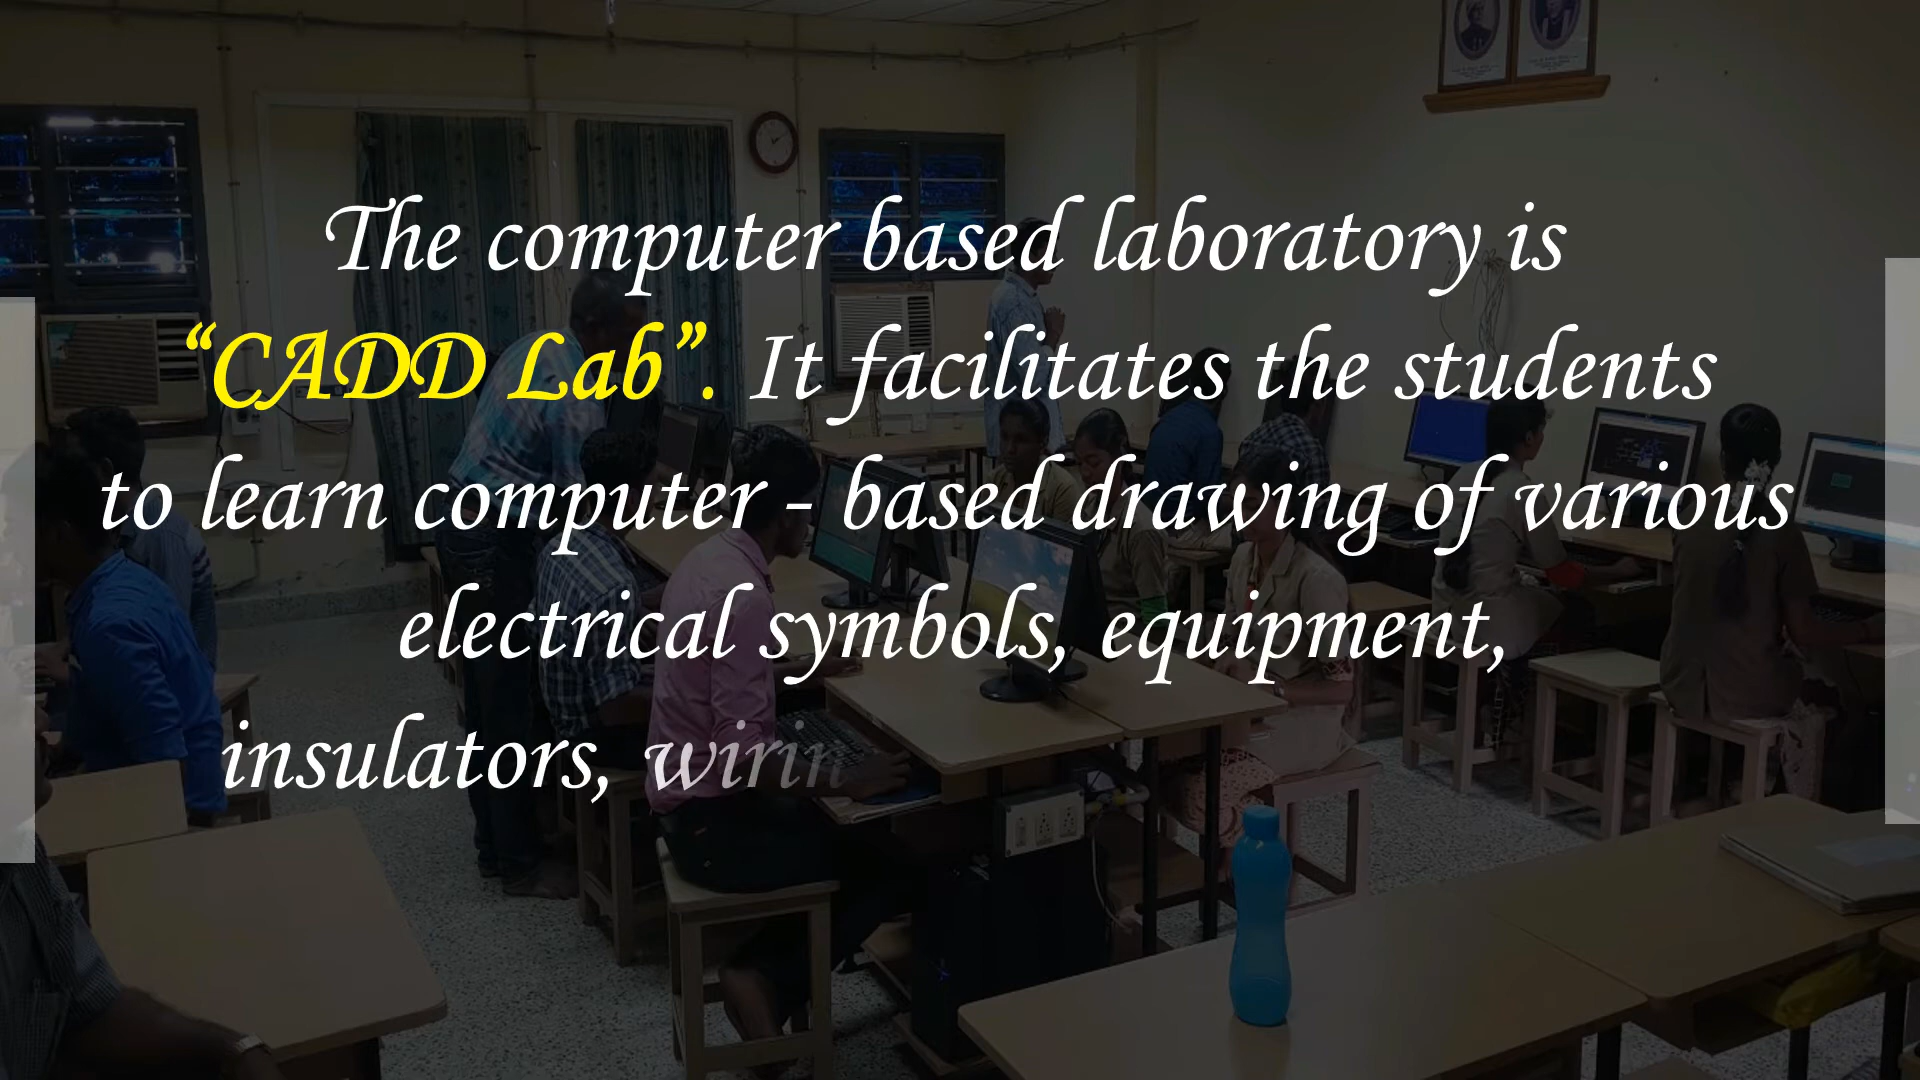 The computer based laboratory is
“CADD Lab”. It facilitates the students
to learn computer - based drawing of various
electrical symbols, equipment,
insulators, wirin